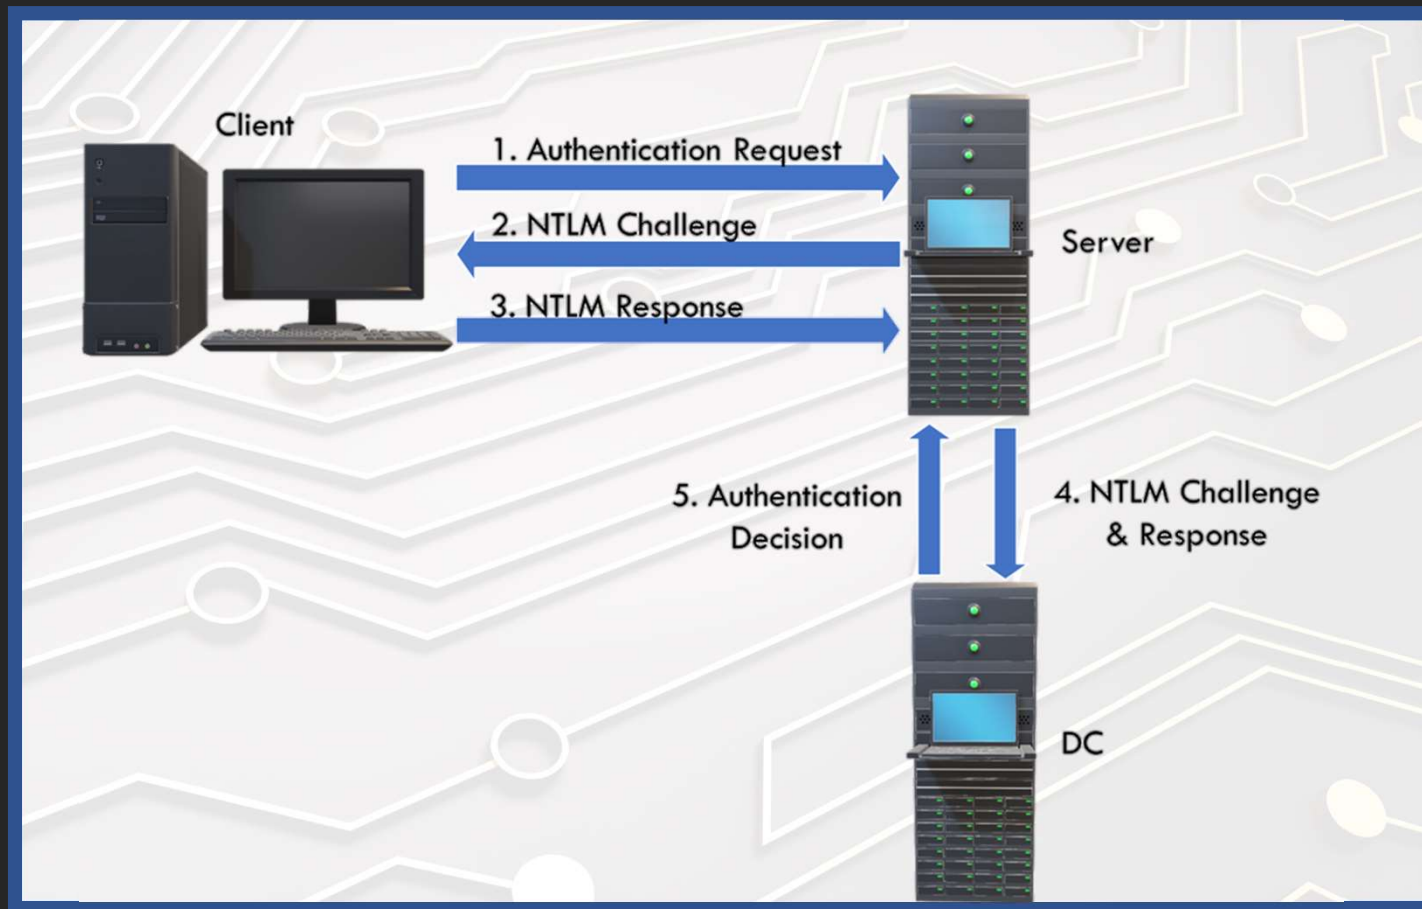 Client
1. Authentication Request
2. NTLM Challenge
Server
3. NTLM Response
5. Authentication
Decision
4. NTLM Challenge
& Response
DC